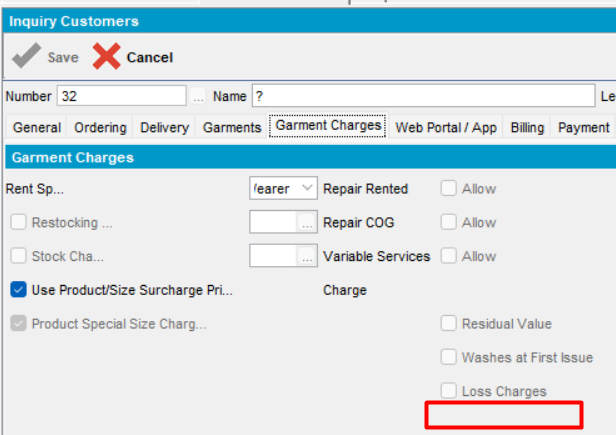 Inquiry Customers
Save Cancel
Number 32 ... Name ? Le
General Ordering Delivery Garments Garment Charges Web Portal / App Billing Payment
Garment Charges
Rent Sp... Repair Rented Allow
Restocking ... ... Repair COG Allow
Stock Cha... ... Variable Services Allow
Use Product/Size Surcharge Pri... Charge
Product Special Size Charg... Residual Value
Washes at First Issue
Loss Charges